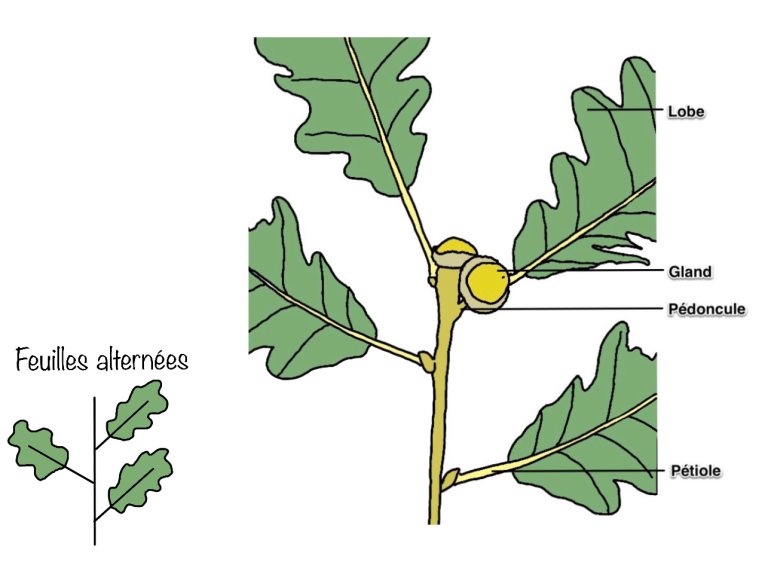 Lobe
Gland
Pédoncule
Feuilles alternées
Pétiole